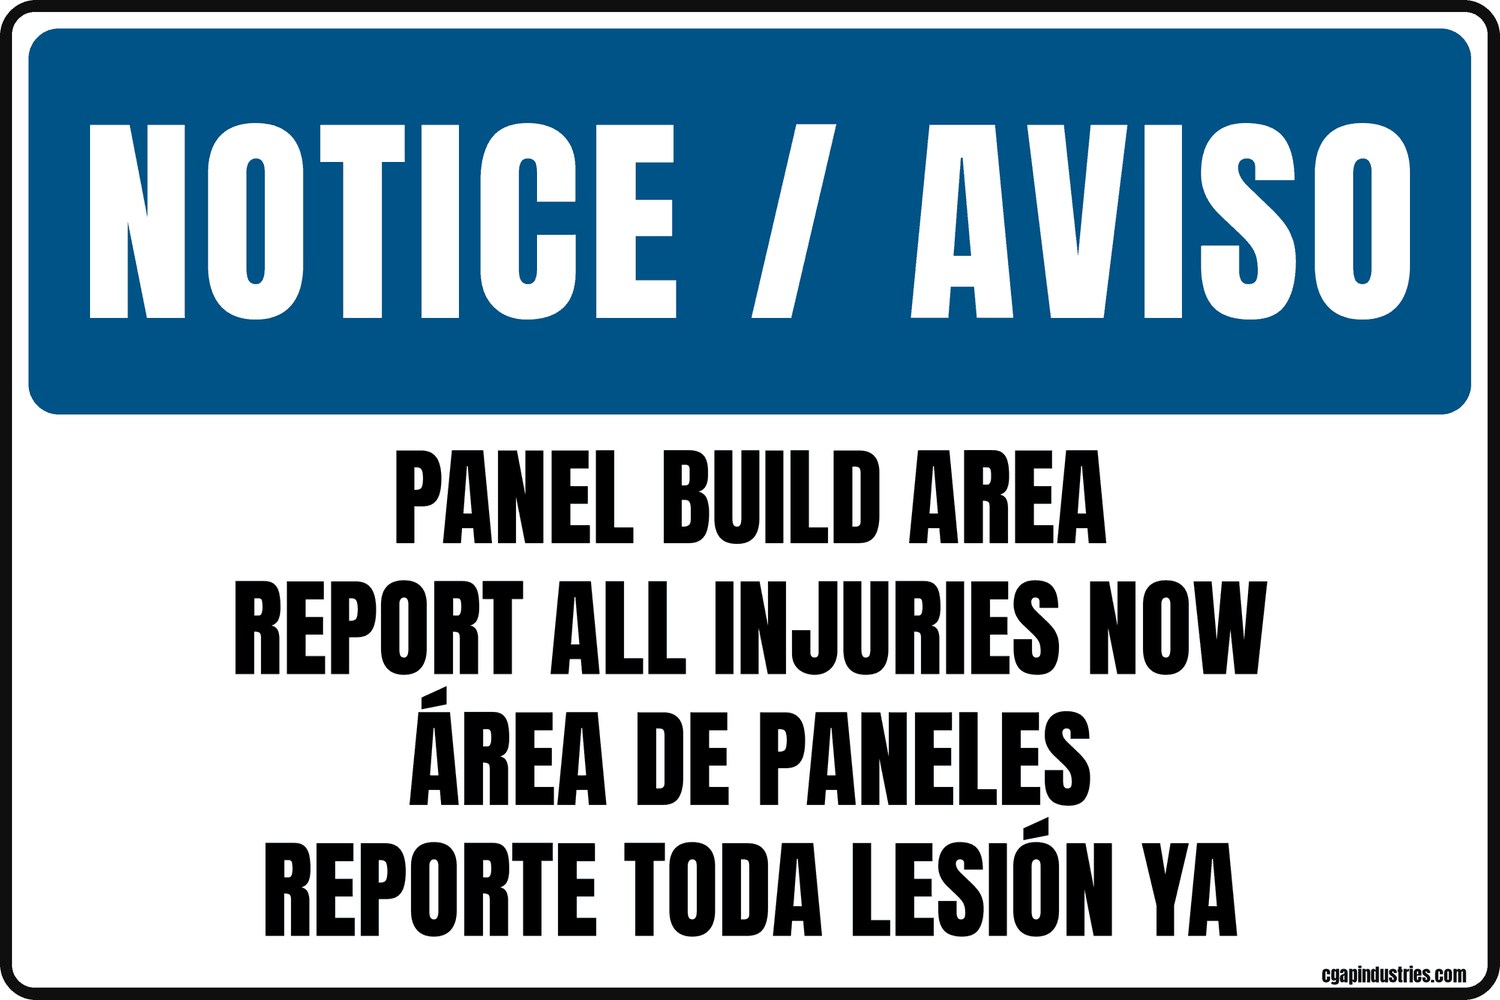 NOTICE / AVISO
PANEL BUILD AREA
REPORT ALL INJURIES NOW
ÁREA DE PANELES
REPORTE TODA LESIÓN YA
cgapindustries.com